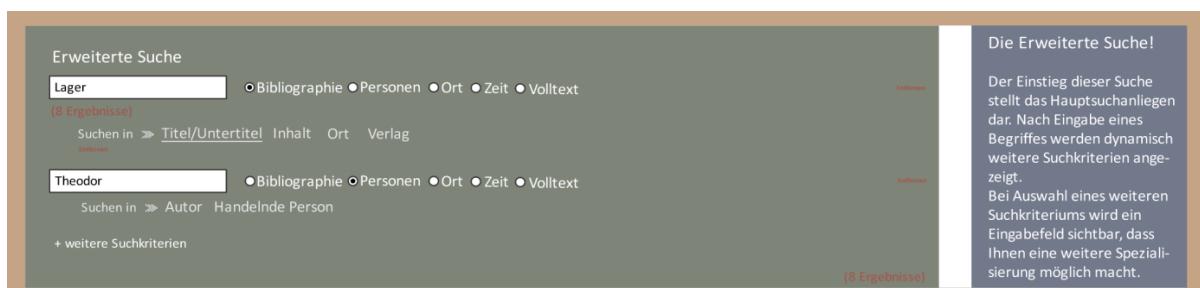 Erweiterte Suche
Lager
Bibliographie Personen Ort Zeit Volltext
Entfernen
(8 Ergebnisse)
Suchen in >> Titel/Untertitel Inhalt Ort Verlag
Entfernen
Theodor
Bibliographie Personen Ort Zeit Volltext
Entfernen
Suchen in >> Autor Handelnde Person
+ weitere Suchkriterien
(8 Ergebnisse)
Die Erweiterte Suche!
Der Einstieg dieser Suche
stellt das Hauptsuchanliegen
dar. Nach Eingabe eines
Begriffes werden dynamisch
weitere Suchkriterien ange-
zeigt.
Bei Auswahl eines weiteren
Suchkriteriums wird ein
Eingabefeld sichtbar, dass
Ihnen eine weitere Speziali-
sierung möglich macht.